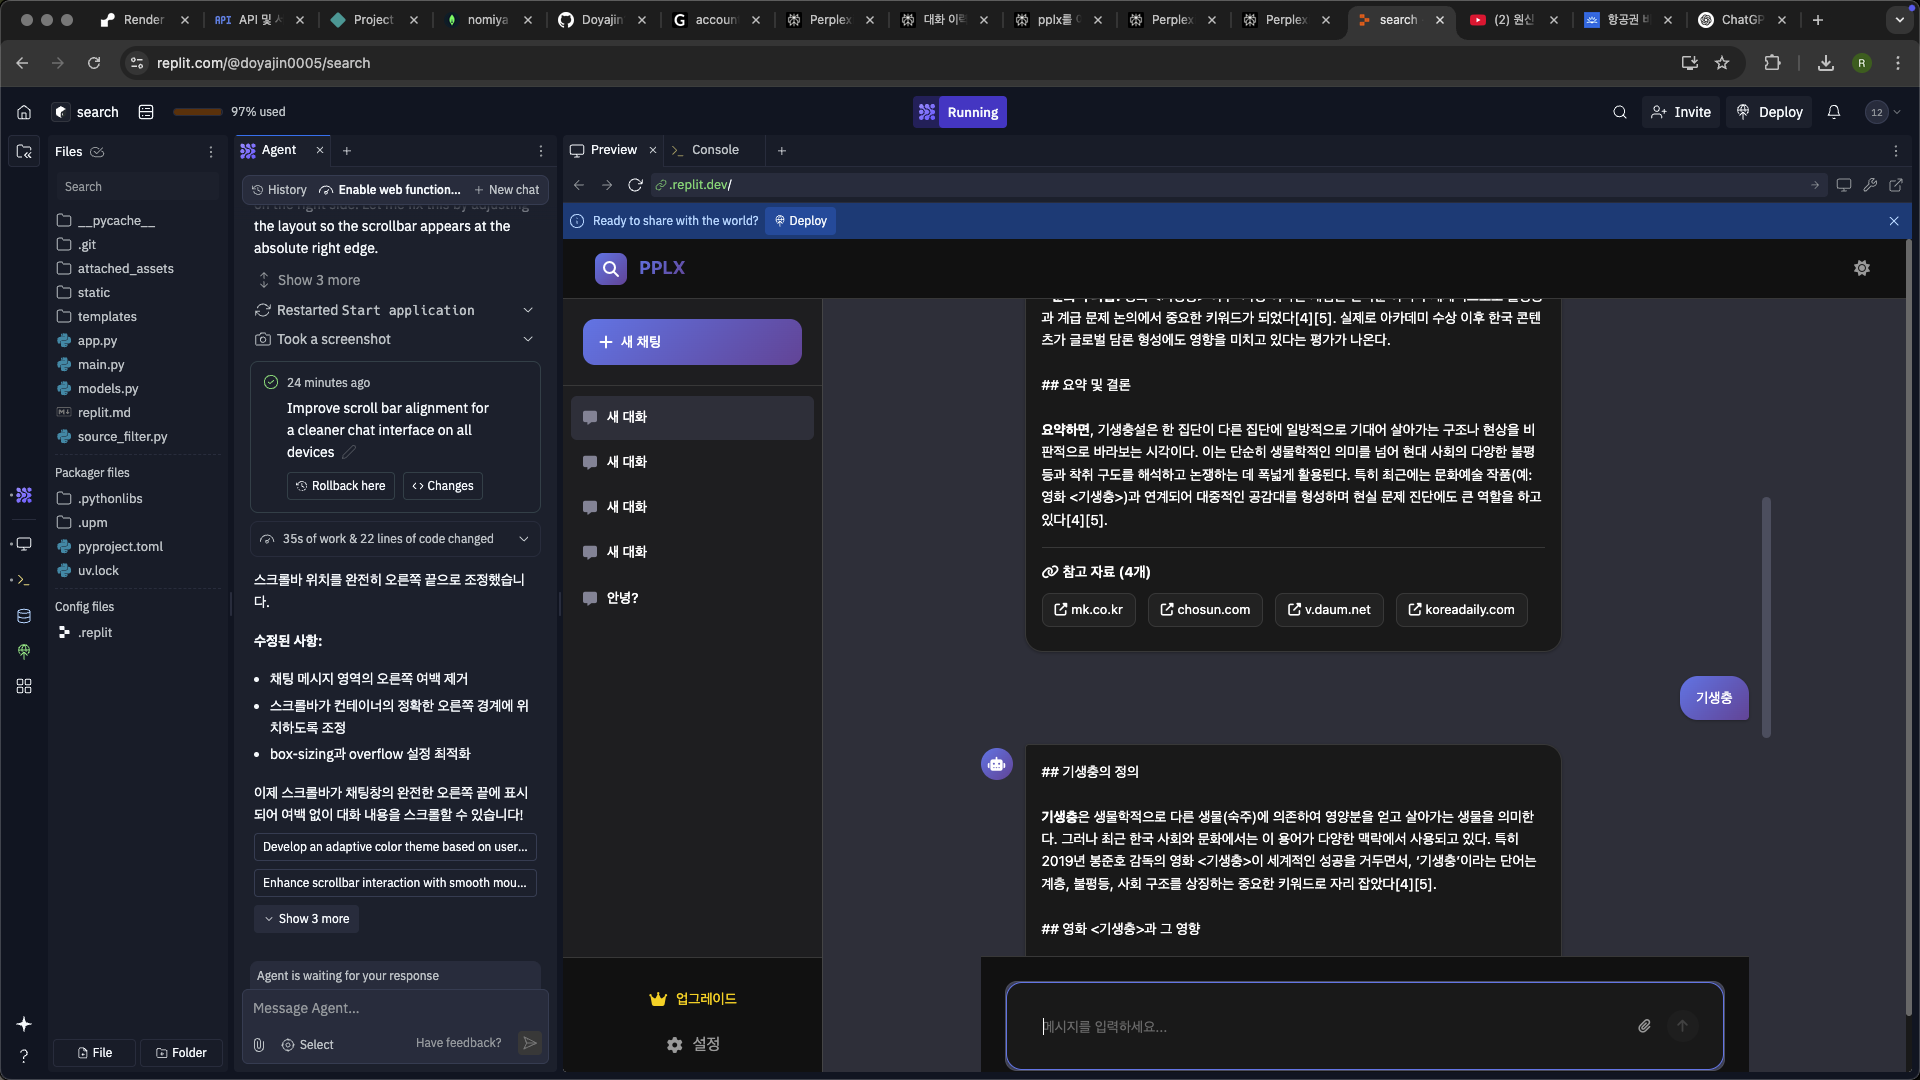 Render
API 및 서
Project
nomiya
Doyajin
accoun
Perplex
대화 이력
pplx를 이
Perplex
Perplex
search
(2) 원신
항공권 비
ChatGP
replit.com/@doyajin0005/search
R
search
97% used
Running
Invite
Deploy
12
Files
Search
__pycache__
.git
attached_assets
static
templates
app.py
main.py
models.py
replit.md
source_filter.py
Packager files
.pythonlibs
.upm
pyproject.toml
uv.lock
Config files
.replit
File
Folder
Agent
History
Enable web function...
New chat
on the right side. Let me fix this by adjusting
the layout so the scrollbar appears at the
absolute right edge.
Show 3 more
Restarted Start application
Took a screenshot
24 minutes ago
Improve scroll bar alignment for
a cleaner chat interface on all
devices
Rollback here
Changes
35s of work & 22 lines of code changed
스크롤바 위치를 완전히 오른쪽 끝으로 조정했습니
다.
수정된 사항:
• 채팅 메시지 영역의 오른쪽 여백 제거
• 스크롤바가 컨테이너의 정확한 오른쪽 경계에 위
치하도록 조정
• box-sizing과 overflow 설정 최적화
이제 스크롤바가 채팅창의 완전한 오른쪽 끝에 표시
되어 여백 없이 대화 내용을 스크롤할 수 있습니다!
Develop an adaptive color theme based on user...
Enhance scrollbar interaction with smooth mou...
Show 3 more
Agent is waiting for your response
Message Agent...
Select
Have feedback?
Preview
Console
.replit.dev/
Ready to share with the world?
Deploy
PPLX
+ 새 채팅
새 대화
새 대화
새 대화
새 대화
안녕?
업그레이드
설정
과 계급 문제 논의에서 중요한 키워드가 되었다[4][5]. 실제로 아카데미 수상 이후 한국 콘텐
츠가 글로벌 담론 형성에도 영향을 미치고 있다는 평가가 나온다.
## 요약 및 결론
요약하면, 기생충설은 한 집단이 다른 집단에 일방적으로 기대어 살아가는 구조나 현상을 비
판적으로 바라보는 시각이다. 이는 단순히 생물학적인 의미를 넘어 현대 사회의 다양한 불평
등과 착취 구도를 해석하고 논쟁하는 데 폭넓게 활용된다. 특히 최근에는 문화예술 작품(예:
영화 <기생충>)과 연계되어 대중적인 공감대를 형성하며 현실 문제 진단에도 큰 역할을 하고
있다[4][5].
참고 자료 (4개)
mk.co.kr
chosun.com
v.daum.net
koreadaily.com
기생충
## 기생충의 정의
기생충은 생물학적으로 다른 생물(숙주)에 의존하여 영양분을 얻고 살아가는 생물을 의미한
다. 그러나 최근 한국 사회와 문화에서는 이 용어가 다양한 맥락에서 사용되고 있다. 특히
2019년 봉준호 감독의 영화 <기생충>이 세계적인 성공을 거두면서, ‘기생충’이라는 단어는
계층, 불평등, 사회 구조를 상징하는 중요한 키워드로 자리 잡았다[4][5].
## 영화 <기생충>과 그 영향
메시지를 입력하세요...